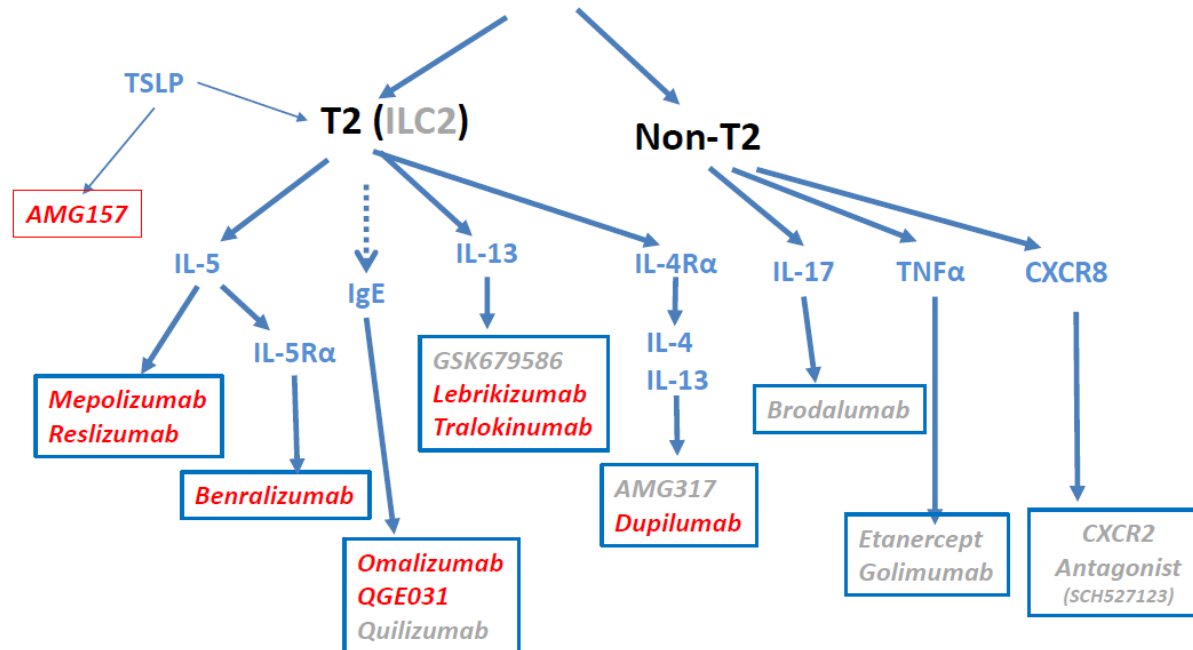 TSLP
T2 (ILC2)
Non-T2
AMG157
IL-5
IgE
IL-13
IL-4Rα
IL-17
TNFα
CXCR8
IL-5Rα
IL-4
IL-13
Mepolizumab
Reslizumab
Benralizumab
GSK679586
Lebrikizumab
Tralokinumab
Brodalumab
AMG317
Dupilumab
Omalizumab
QGE031
Quilizumab
Etanercept
Golimumab
CXCR2
Antagonist
(SCH527123)